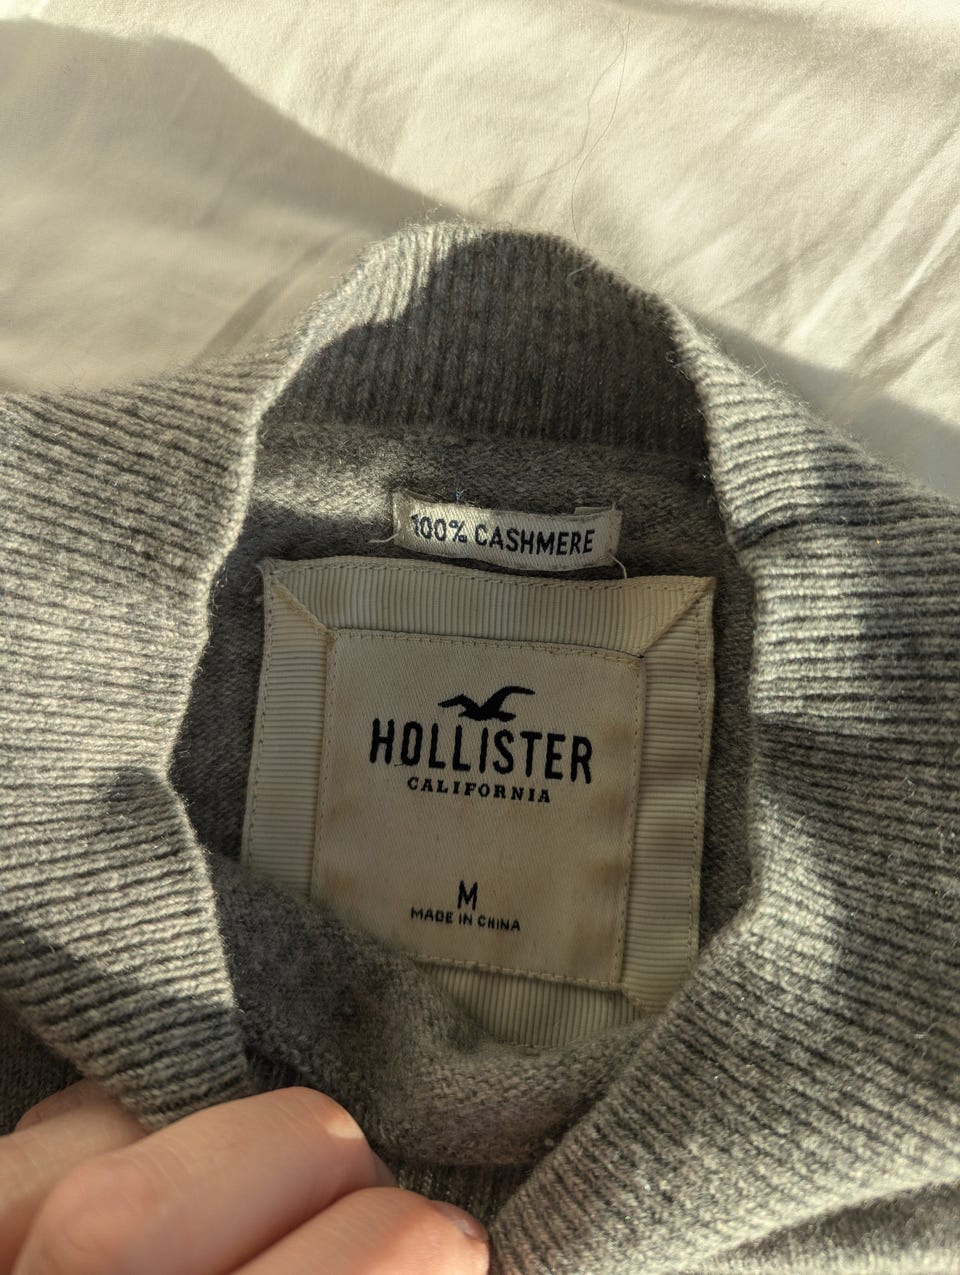 100% CASHMERE
HOLLISTER
CALIFORNIA
M
MADE IN CHINA